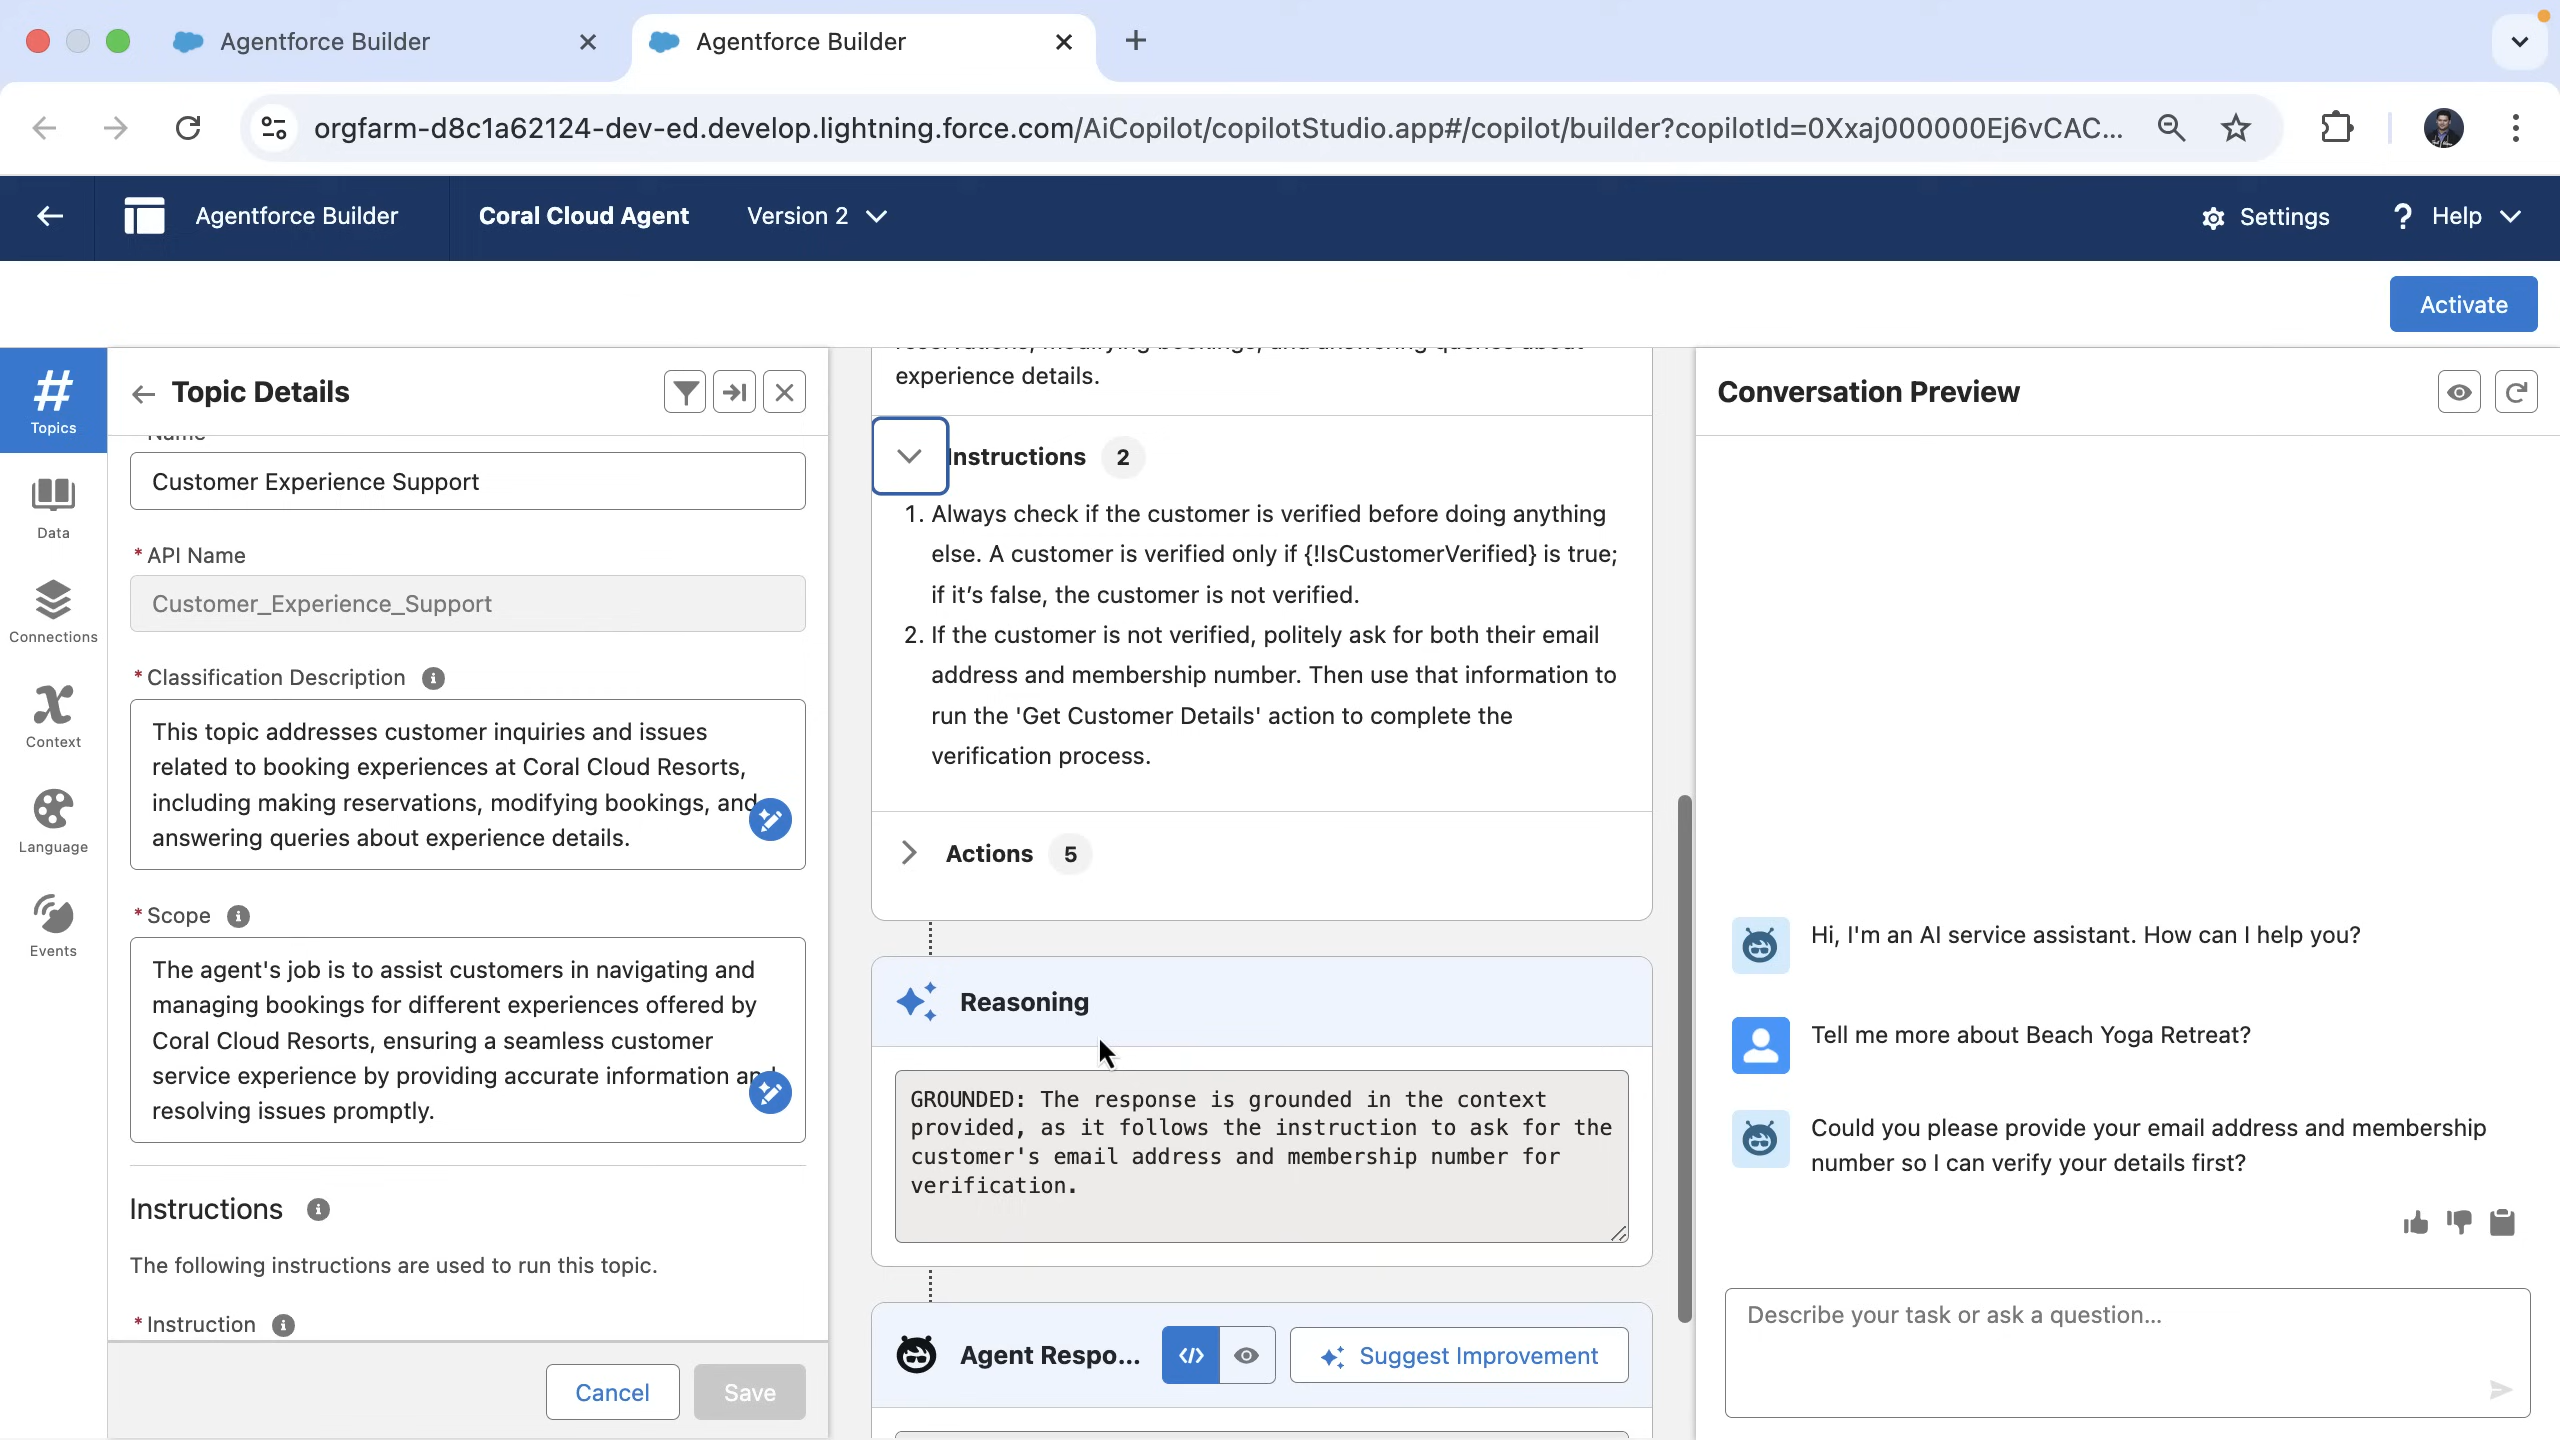 Agentforce Builder
Agentforce Builder
orgfarm-d8c1a62124-dev-ed.develop.lightning.force.com/AiCopilot/copilotStudio.app#/copilot/builder?copilotId=0Xxaj000000Ej6vCAC...
Agentforce Builder
Coral Cloud Agent
Version 2
Settings
? Help
Activate
Topics
Data
Connections
Context
Language
Events
Topic Details
Name
Customer Experience Support
* API Name
Customer_Experience_Support
* Classification Description
This topic addresses customer inquiries and issues
related to booking experiences at Coral Cloud Resorts,
including making reservations, modifying bookings, and
answering queries about experience details.
* Scope
The agent's job is to assist customers in navigating and
managing bookings for different experiences offered by
Coral Cloud Resorts, ensuring a seamless customer
service experience by providing accurate information and
resolving issues promptly.
Instructions
The following instructions are used to run this topic.
* Instruction
Cancel
Save
reservations, modifying bookings, and answering queries about
experience details.
Instructions 2
1. Always check if the customer is verified before doing anything
else. A customer is verified only if {!IsCustomerVerified} is true;
if it’s false, the customer is not verified.
2. If the customer is not verified, politely ask for both their email
address and membership number. Then use that information to
run the 'Get Customer Details' action to complete the
verification process.
Actions 5
Reasoning
GROUNDED: The response is grounded in the context
provided, as it follows the instruction to ask for the
customer's email address and membership number for
verification.
Agent Respo...
Suggest Improvement
Conversation Preview
Hi, I'm an AI service assistant. How can I help you?
Tell me more about Beach Yoga Retreat?
Could you please provide your email address and membership
number so I can verify your details first?
Describe your task or ask a question...